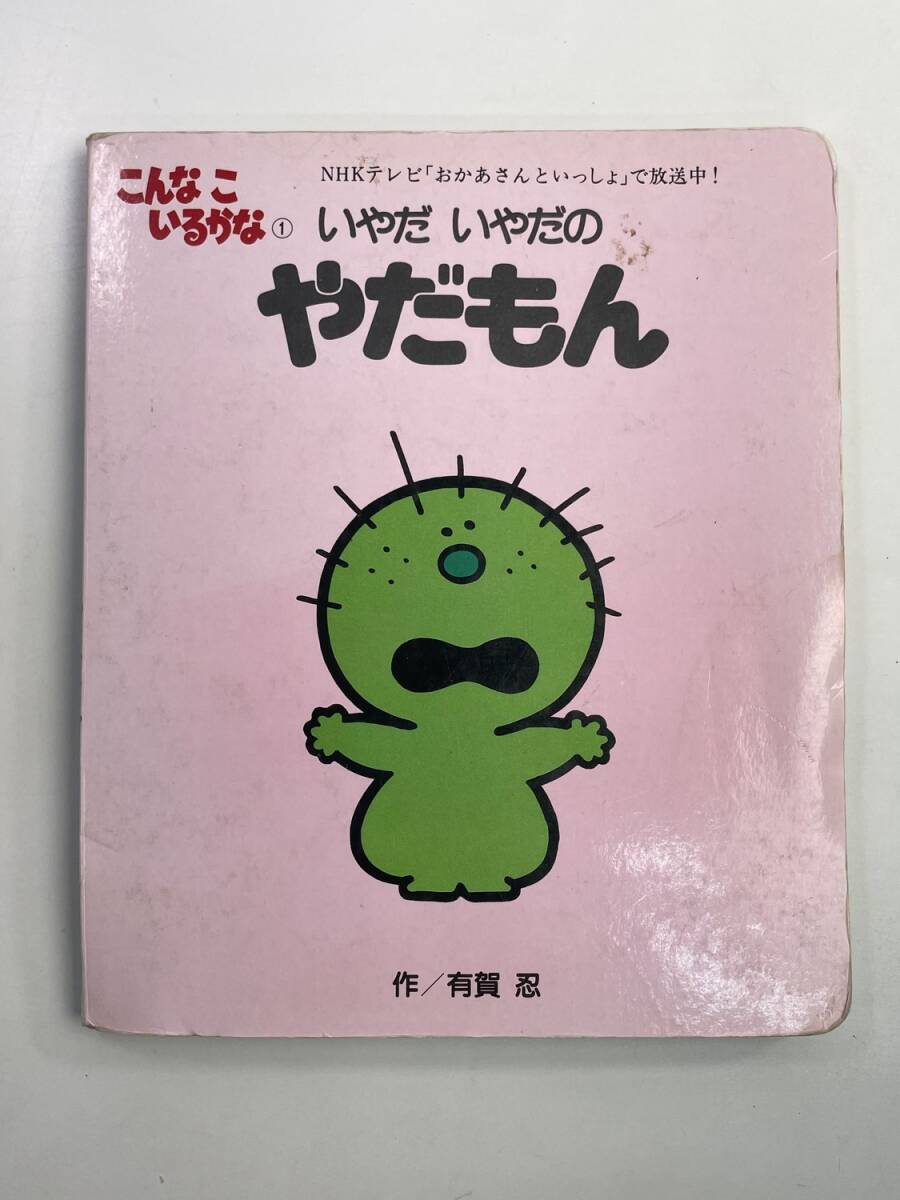 NHKテレビ「おかあさんといっしょ」で放送中!
こんな こ
いるかな①
いやだ いやだの
やだもん
作/有賀 忍